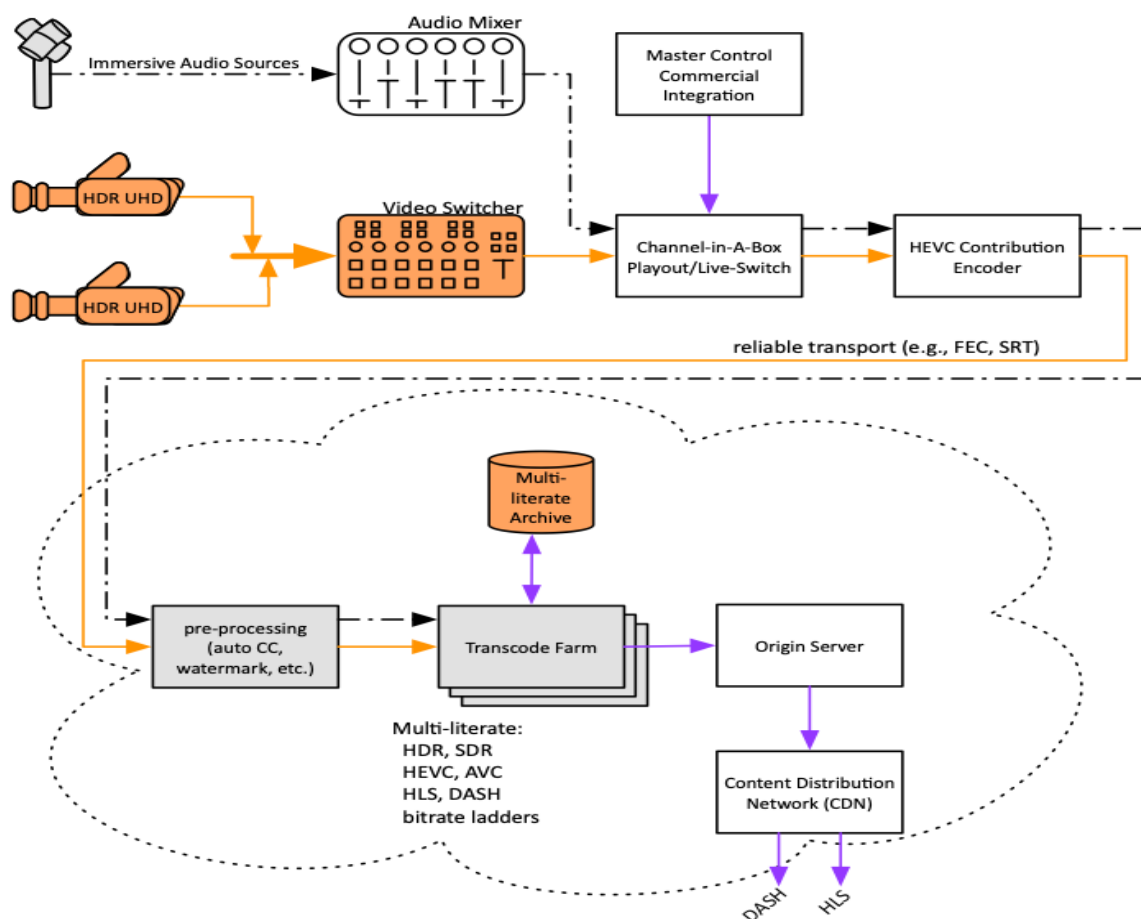 Audio Mixer
Immersive Audio Sources
Master Control
Commercial
Integration
HDR UHD
Video Switcher
HDR UHD
Channel-in-A-Box
Playout/Live-Switch
HEVC Contribution
Encoder
reliable transport (e.g., FEC, SRT)
Multi-
literate
Archive
pre-processing
(auto CC,
watermark, etc.)
Transcode Farm
Origin Server
Multi-literate:
HDR, SDR
HEVC, AVC
HLS, DASH
bitrate ladders
Content Distribution
Network (CDN)
DASH
HLS